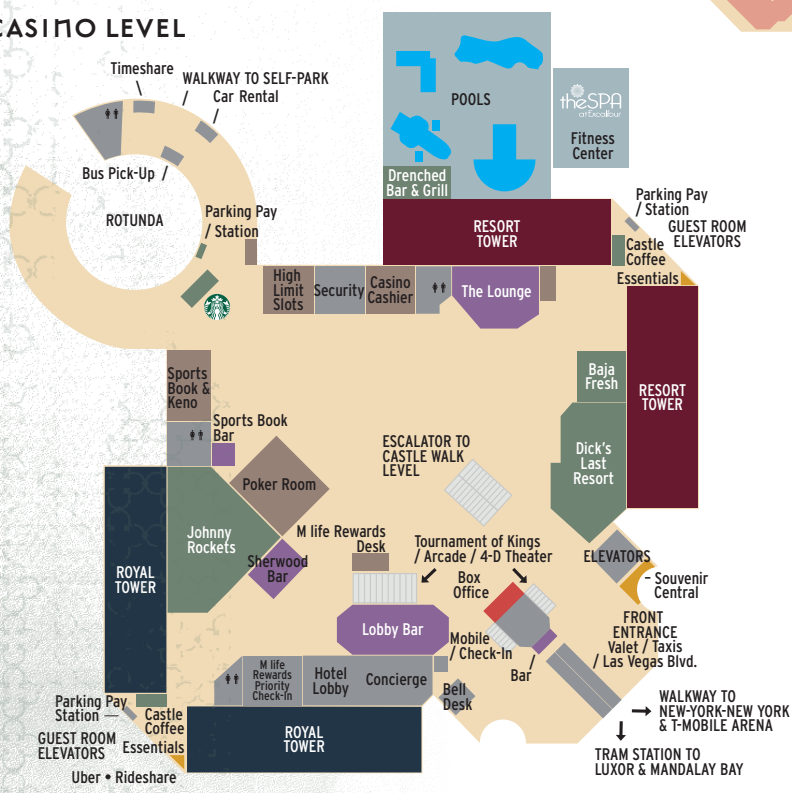 CASINO LEVEL
Timeshare
WALKWAY TO SELF-PARK
Car Rental
POOLS
theSPA
at Excalibur
Fitness
Center
Bus Pick-Up /
Drenched
Bar & Grill
ROTUNDA
Parking Pay
/ Station
RESORT
TOWER
Parking Pay
/ Station
GUEST ROOM
ELEVATORS
Castle
Coffee
Essentials
High
Limit
Slots
Security
Casino
Cashier
The Lounge
Sports
Book &
Keno
Baja
Fresh
RESORT
TOWER
Sports Book
Bar
ESCALATOR TO
CASTLE WALK
LEVEL
Dick's
Last
Resort
Poker Room
Johnny
Rockets
M life Rewards
Desk
Tournament of Kings
/ Arcade / 4-D Theater
Sherwood
Bar
Box
Office
ELEVATORS
Souvenir
Central
ROYAL
TOWER
Lobby Bar
Mobile
/ Check-In
Bar
FRONT
ENTRANCE
Valet / Taxis
/ Las Vegas Blvd.
M life
Rewards
Priority
Check-In
Hotel
Lobby
Concierge
Bell
Desk
WALKWAY TO
NEW-YORK-NEW YORK
& T-MOBILE ARENA
Parking Pay
Station
Castle
Coffee
GUEST ROOM
ELEVATORS
Essentials
ROYAL
TOWER
TRAM STATION TO
LUXOR & MANDALAY BAY
Uber • Rideshare